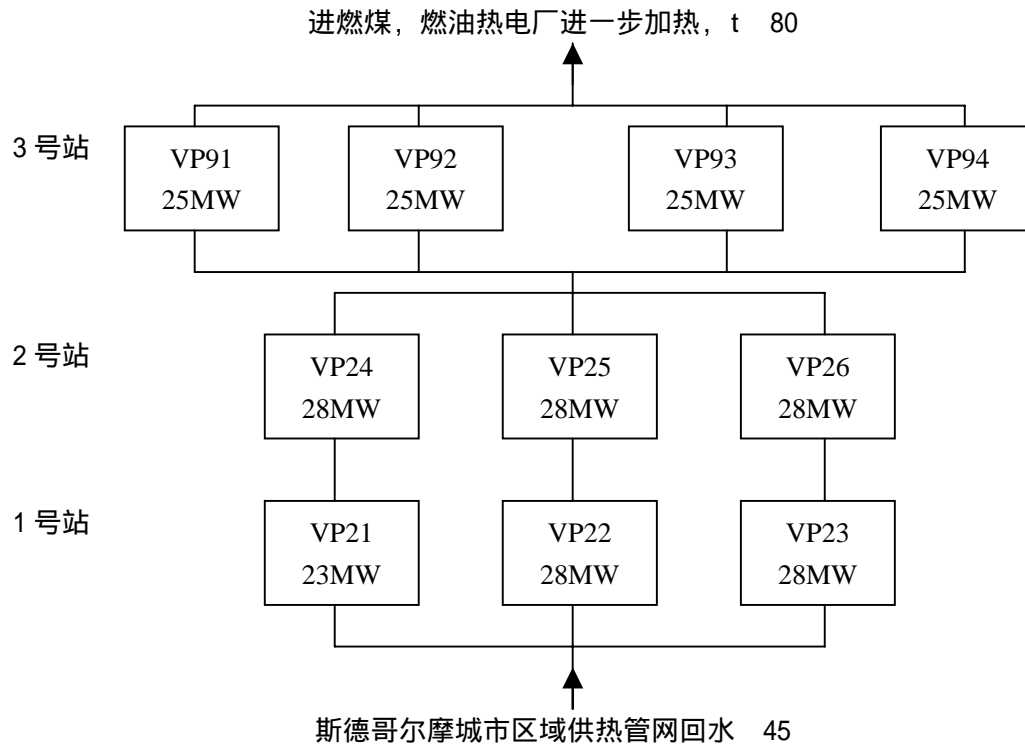 进燃煤，燃油热电厂进一步加热，t 80
3 号站
VP91 VP92 VP93 VP94
25MW 25MW 25MW 25MW
2 号站
VP24 VP25 VP26
28MW 28MW 28MW
1 号站
VP21 VP22 VP23
23MW 28MW 28MW
斯德哥尔摩城市区域供热管网回水 45